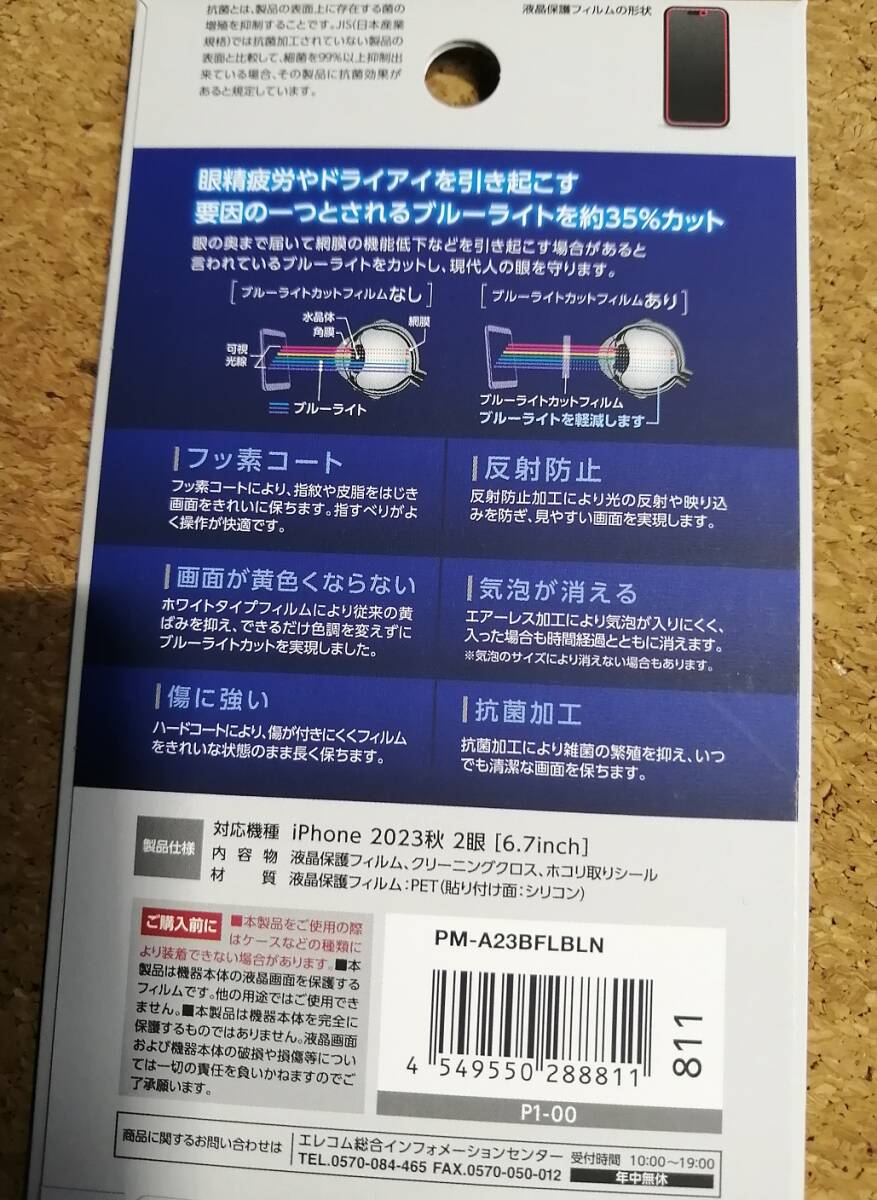 抗菌とは、製品の表面上に存在する菌の
増殖を抑制することです。JIS(日本産業
規格)では抗菌加工されていない製品の
表面と比較して、細菌を99%以上抑制出
来ている場合、その製品に抗菌効果が
あると規定しています。
液晶保護フィルムの形状
眼精疲労やドライアイを引き起こす
要因の一つとされるブルーライトを約35%カット
眼の奥まで届いて網膜の機能低下などを引き起こす場合があると
言われているブルーライトをカットし、現代人の眼を守ります。
[ブルーライトカットフィルムなし]
水晶体
角膜
網膜
可視
光線
ブルーライト
[ブルーライトカットフィルムあり]
ブルーライトカットフィルム
ブルーライトを軽減します
フッ素コート
フッ素コートにより、指紋や皮脂をはじき
画面をきれいに保ちます。指すべりがよ
く操作が快適です。
反射防止
反射防止加工により光の反射や映り込
みを防ぎ、見やすい画面を実現します。
画面が黄色くならない
ホワイトタイプフィルムにより従来の黄
ばみを抑え、できるだけ色調を変えずに
ブルーライトカットを実現しました。
気泡が消える
エアーレス加工により気泡が入りにくく、
入った場合も時間経過とともに消えます。
※気泡のサイズにより消えない場合もあります。
傷に強い
ハードコートにより、傷が付きにくくフィルム
をきれいな状態のまま長く保ちます。
抗菌加工
抗菌加工により雑菌の繁殖を抑え、いつ
でも清潔な画面を保ちます。
製品仕様
対応機種 iPhone 2023秋 2眼 [6.7inch]
内容物 液晶保護フィルム、クリーニングクロス、ホコリ取りシール
材質 液晶保護フィルム:PET(貼り付け面:シリコン)
ご購入前に ■本製品をご使用の際
はケースなどの種類に
より装着できない場合があります。■本
製品は機器本体の液晶画面を保護する
フィルムです。他の用途ではご使用でき
ません。■本製品は機器本体を完全に
保護するものではありません。液晶画面
および機器本体の破損や損傷等につい
ては一切の責任を負いかねますのでご
了承願います。
PM-A23BFLBLN
4 549550 288811
811
P1-00
商品に関するお問い合わせは
エレコム総合インフォメーションセンター
TEL.0570-084-465 FAX.0570-050-012
受付時間 10:00~19:00
年中無休